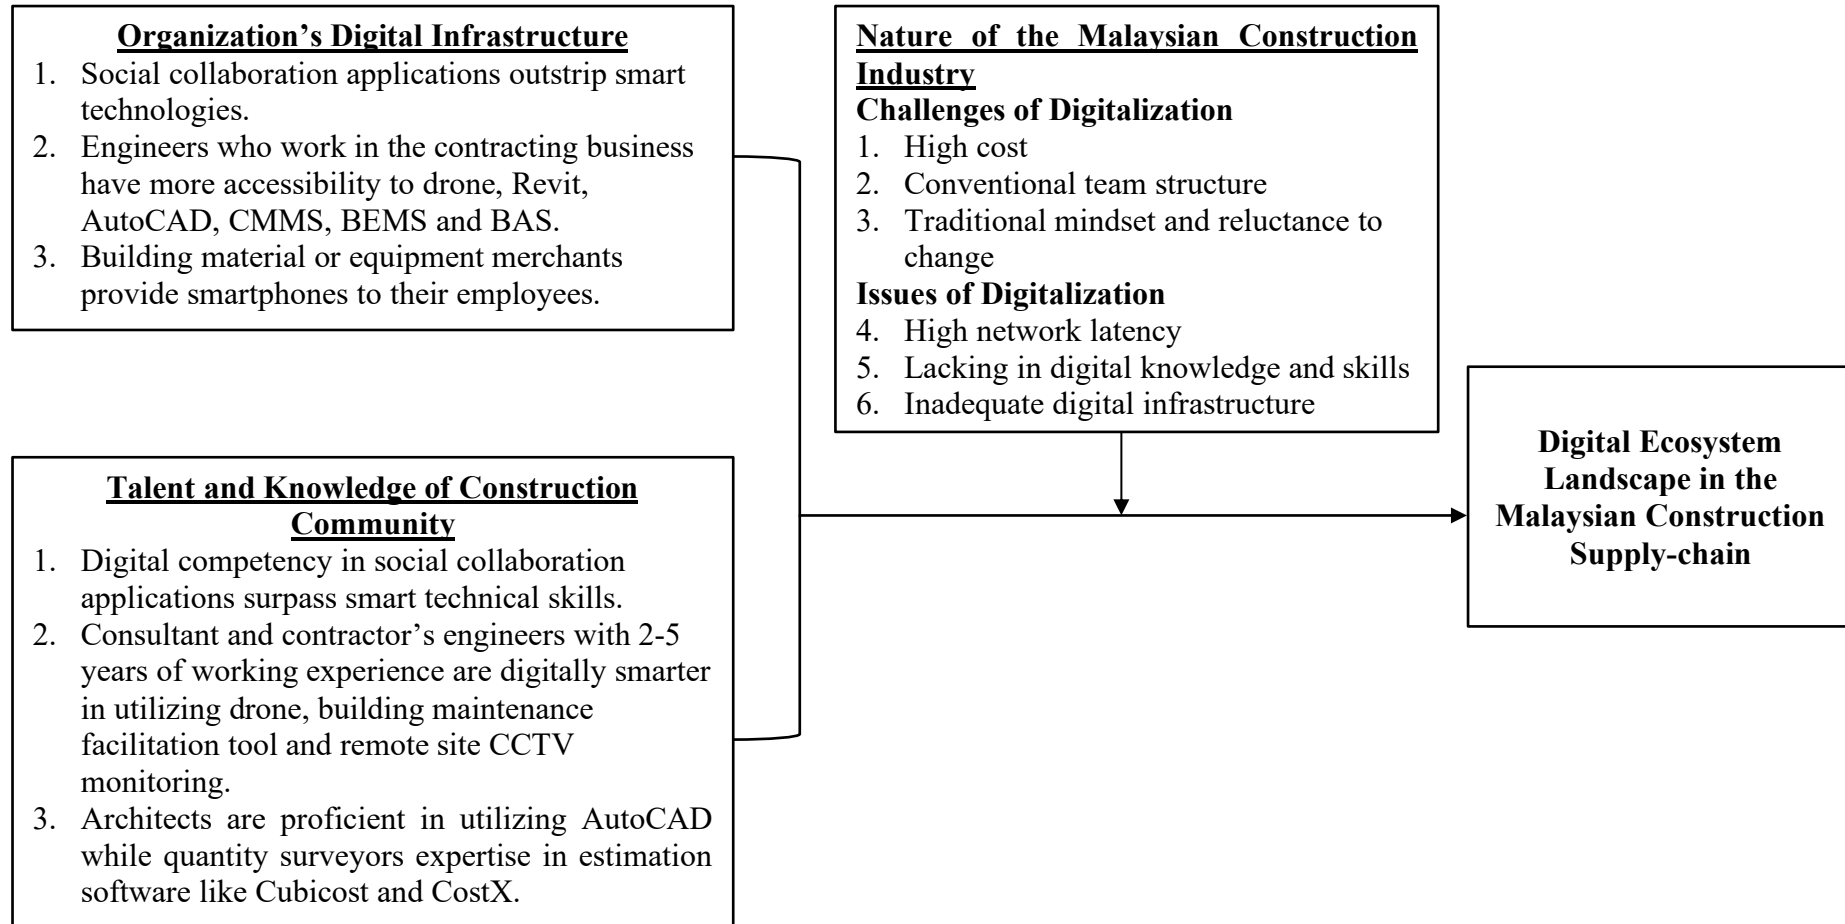 Organization’s Digital Infrastructure
1. Social collaboration applications outstrip smart
technologies.
2. Engineers who work in the contracting business
have more accessibility to drone, Revit,
AutoCAD, CMMS, BEMS and BAS.
3. Building material or equipment merchants
provide smartphones to their employees.
Talent and Knowledge of Construction
Community
1. Digital competency in social collaboration
applications surpass smart technical skills.
2. Consultant and contractor’s engineers with 2-5
years of working experience are digitally smarter
in utilizing drone, building maintenance
facilitation tool and remote site CCTV
monitoring.
3. Architects are proficient in utilizing AutoCAD
while quantity surveyors expertise in estimation
software like Cubicost and CostX.
Nature of the Malaysian Construction
Industry
Challenges of Digitalization
1. High cost
2. Conventional team structure
3. Traditional mindset and reluctance to
change
Issues of Digitalization
4. High network latency
5. Lacking in digital knowledge and skills
6. Inadequate digital infrastructure
Digital Ecosystem
Landscape in the
Malaysian Construction
Supply-chain